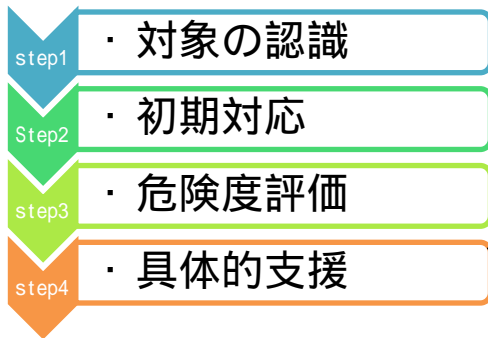 step1
・対象の認識
Step2
・初期対応
step3
・危険度評価
step4
・具体的支援